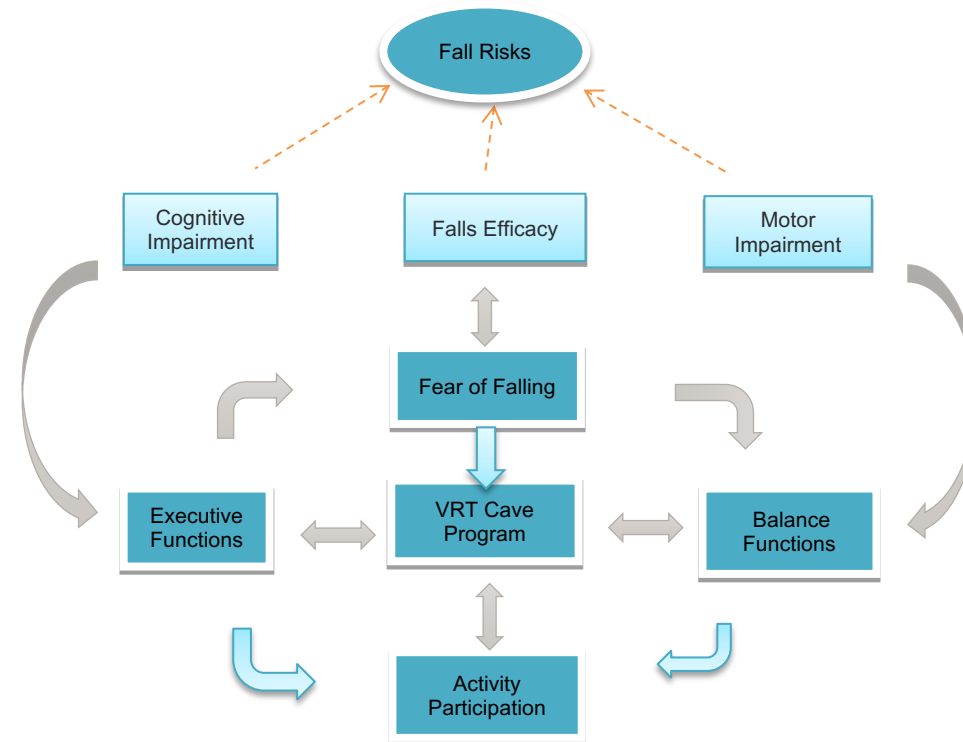 Fall Risks
Cognitive
Impairment
Falls Efficacy
Motor
Impairment
Fear of Falling
Executive
Functions
VRT Cave
Program
Balance
Functions
Activity
Participation